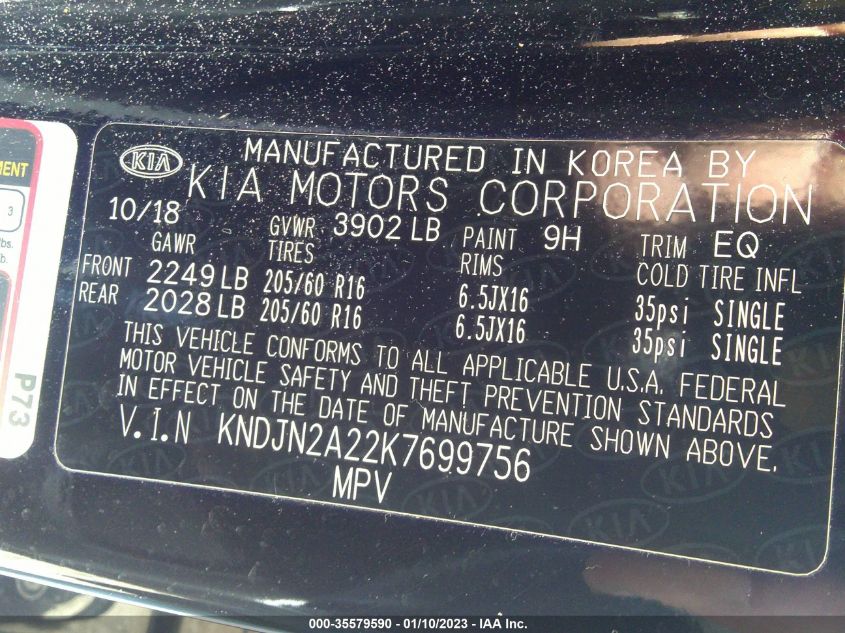 KIA
MANUFACTURED IN KOREA BY
KIA MOTORS CORPORATION
10/18 GVWR 3902 LB PAINT 9H TRIM EQ
GAWR TIRES RIMS COLD TIRE INFL
FRONT 2249 LB 205/60 R16 6.5JX16 35psi SINGLE
REAR 2028 LB 205/60 R16 6.5JX16 35psi SINGLE
THIS VEHICLE CONFORMS TO ALL APPLICABLE U.S.A. FEDERAL
MOTOR VEHICLE SAFETY AND THEFT PREVENTION STANDARDS
IN EFFECT ON THE DATE OF MANUFACTURE SHOWN ABOVE.
V.I.N KNDJN2A22K7699756
MPV
3
P73
000-35579590 - 01/10/2023 - IAA Inc.